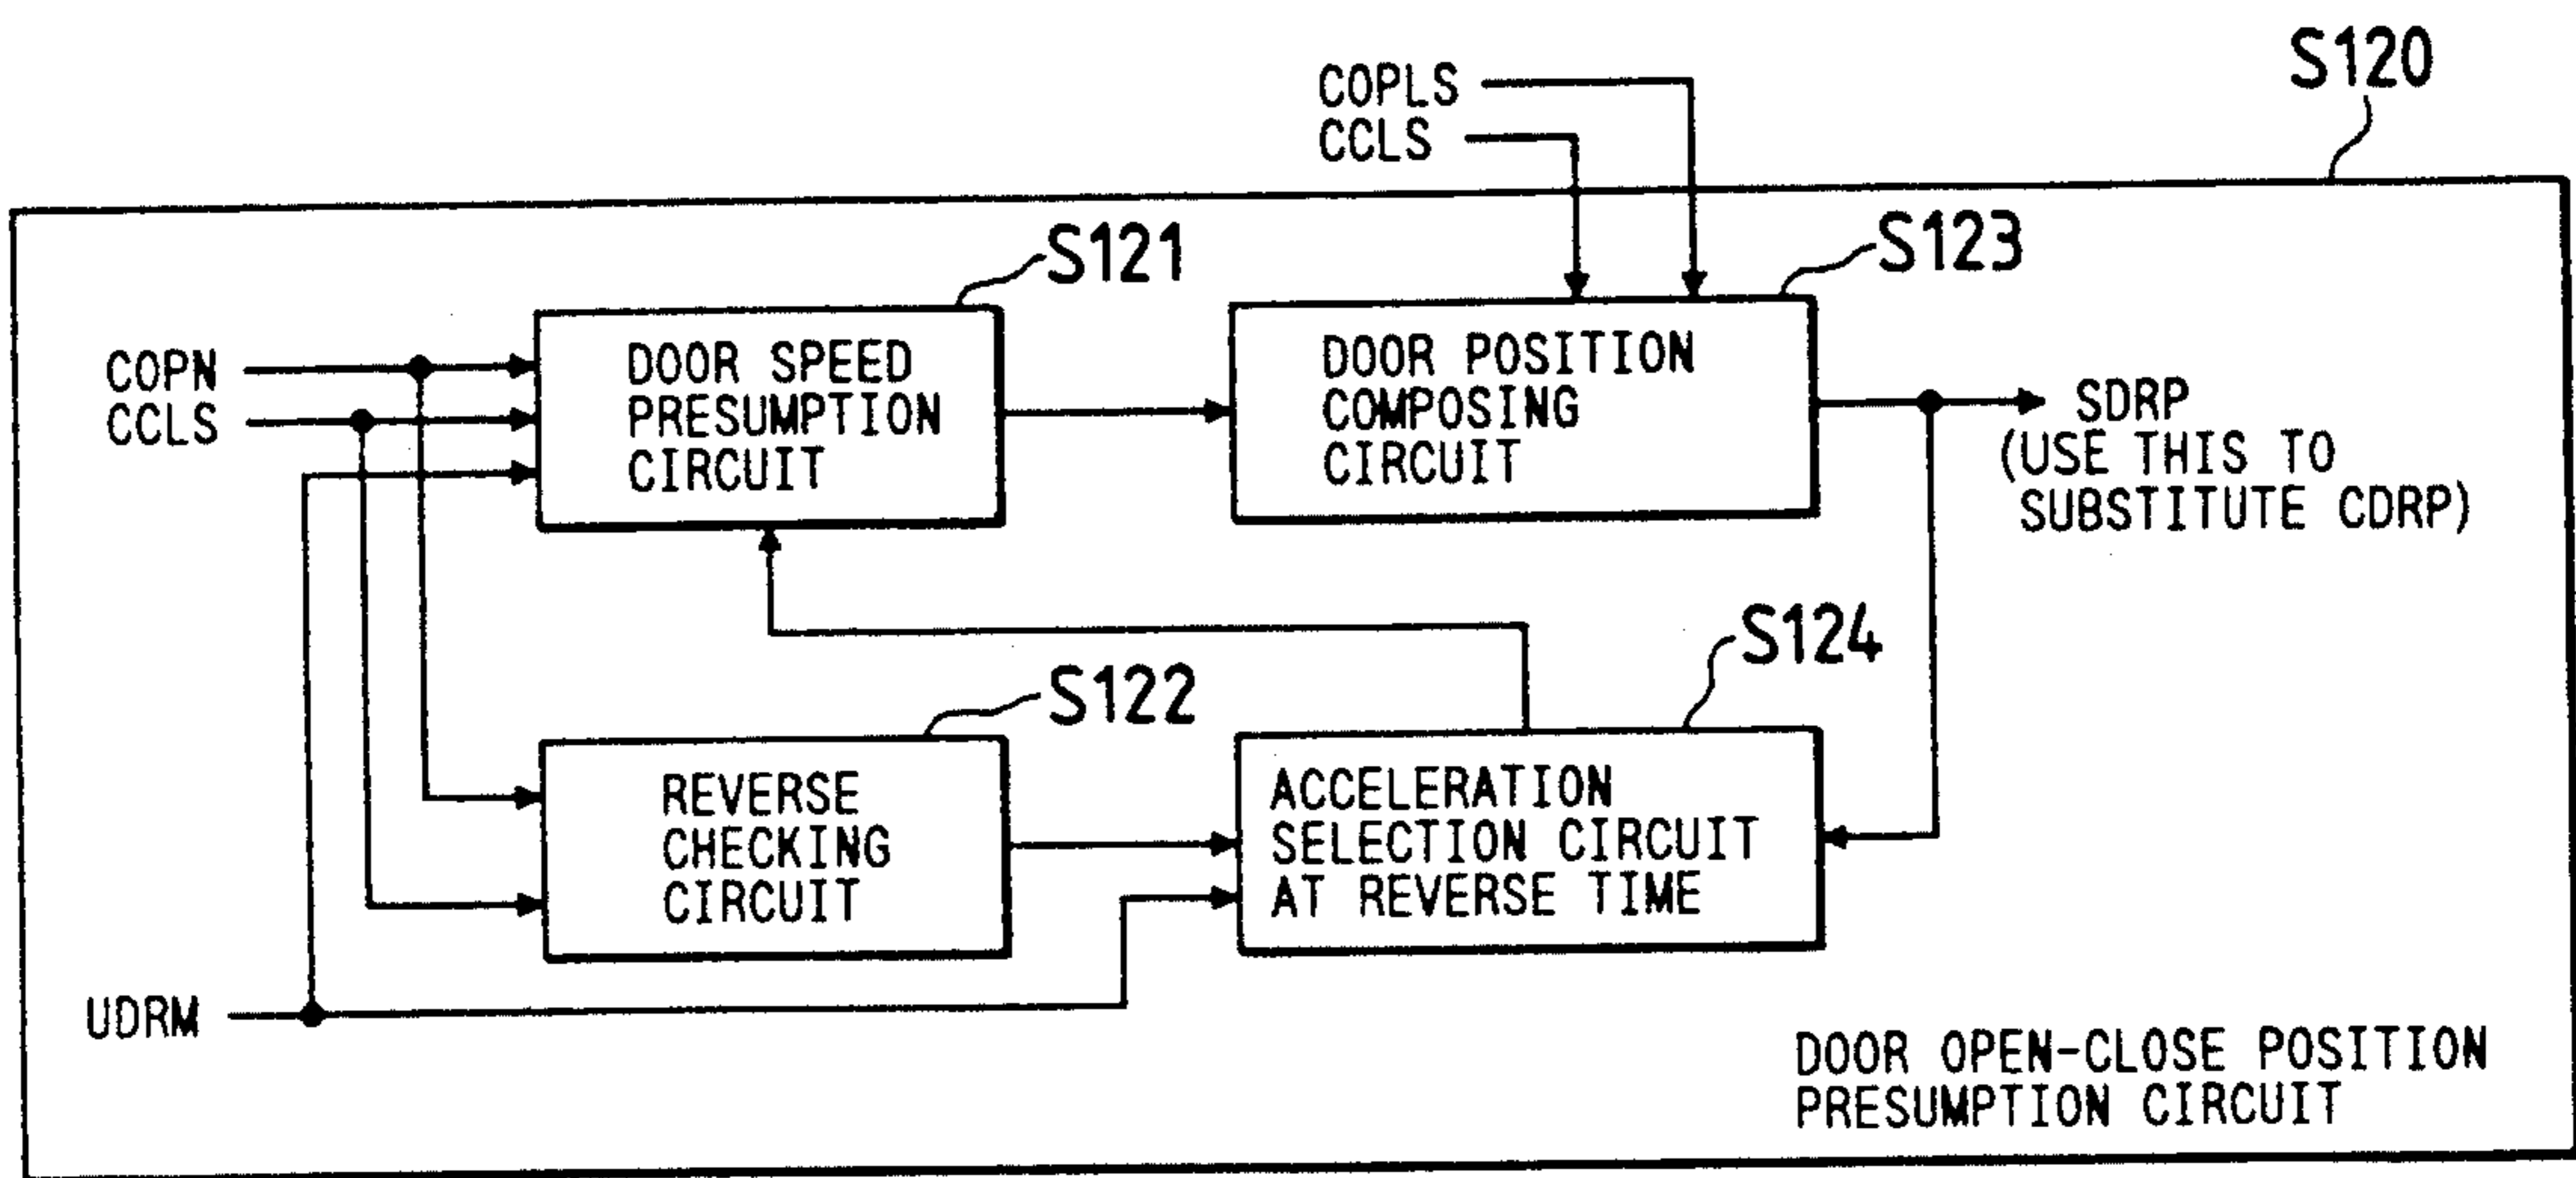 S120
COPLS
CCLS
S121
S123
COPN
CCLS
DOOR SPEED
PRESUMPTION
CIRCUIT
DOOR POSITION
COMPOSING
CIRCUIT
SDRP
(USE THIS TO
SUBSTITUTE CDRP)
S122
S124
REVERSE
CHECKING
CIRCUIT
ACCELERATION
SELECTION CIRCUIT
AT REVERSE TIME
UDRM
DOOR OPEN-CLOSE POSITION
PRESUMPTION CIRCUIT